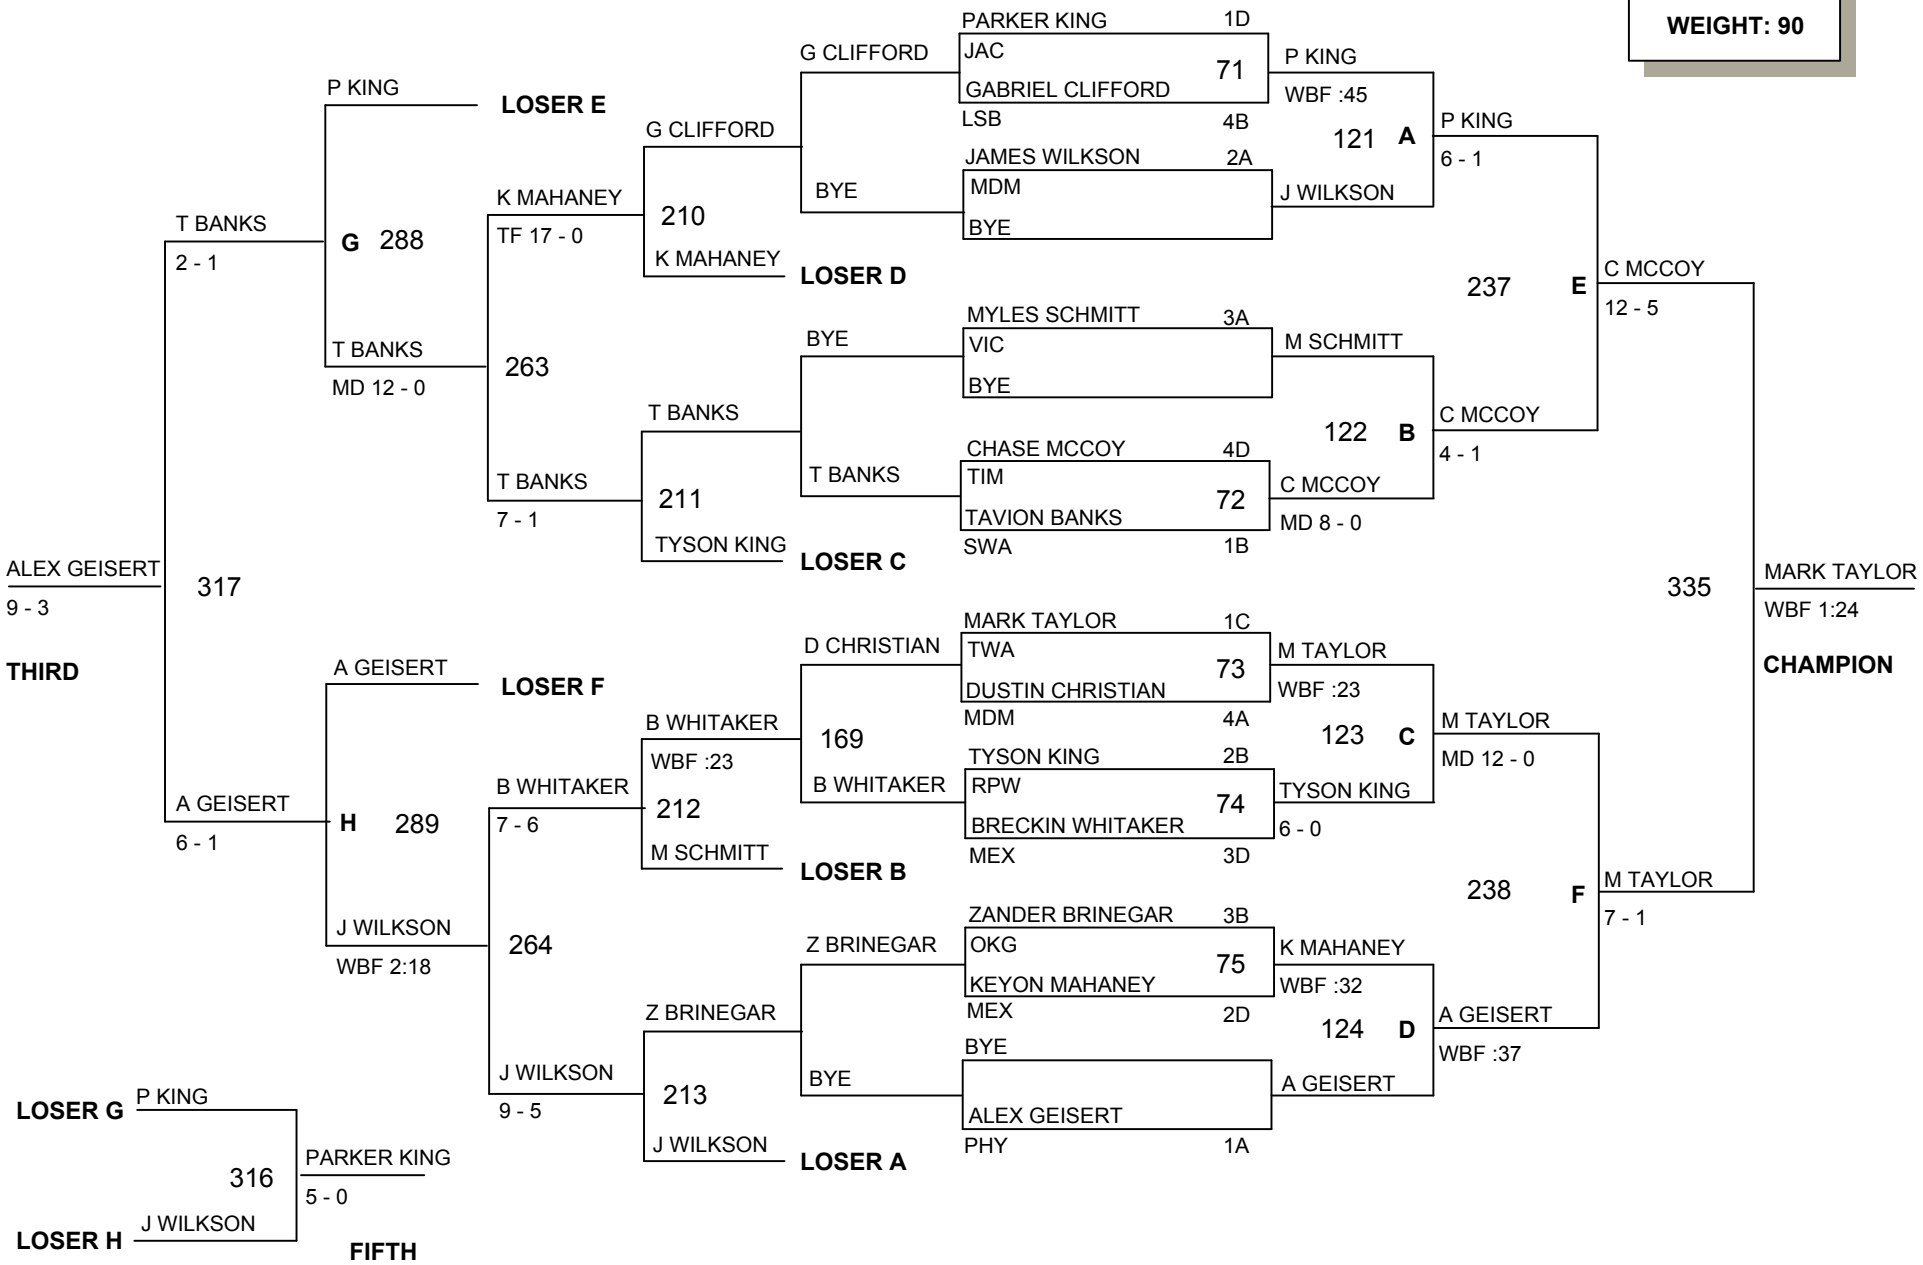 WEIGHT: 90
PARKER KING 1D
JAC
71
GABRIEL CLIFFORD
LSB 4B
JAMES WILKSON 2A
MDM
BYE
MYLES SCHMITT 3A
VIC
BYE
CHASE MCCOY 4D
TIM
72
TAVION BANKS
SWA 1B
MARK TAYLOR 1C
TWA
73
DUSTIN CHRISTIAN
MDM 4A
TYSON KING 2B
RPW
74
BRECKIN WHITAKER
MEX 3D
ZANDER BRINEGAR 3B
OKG
75
KEYON MAHANEY
MEX 2D
BYE
ALEX GEISERT
PHY 1A
P KING
WBF :45
121 A
J WILKSON
M SCHMITT
122 B
C MCCOY
MD 8 - 0
M TAYLOR
WBF :23
123 C
TYSON KING
6 - 0
K MAHANEY
WBF :32
124 D
A GEISERT
P KING
6 - 1
237 E
C MCCOY
4 - 1
M TAYLOR
MD 12 - 0
238 F
A GEISERT
WBF :37
C MCCOY
12 - 5
335
M TAYLOR
7 - 1
MARK TAYLOR
WBF 1:24
CHAMPION
G CLIFFORD
BYE
BYE
T BANKS
D CHRISTIAN
169
B WHITAKER
Z BRINEGAR
BYE
G CLIFFORD
210
K MAHANEY
LOSER D
T BANKS
211
TYSON KING
LOSER C
B WHITAKER
WBF :23
212
M SCHMITT
LOSER B
Z BRINEGAR
213
J WILKSON
LOSER A
K MAHANEY
TF 17 - 0
263
T BANKS
7 - 1
B WHITAKER
7 - 6
264
J WILKSON
9 - 5
P KING
LOSER E
G 288
T BANKS
MD 12 - 0
A GEISERT
LOSER F
H 289
J WILKSON
WBF 2:18
T BANKS
2 - 1
317
A GEISERT
6 - 1
ALEX GEISERT
9 - 3
THIRD
LOSER G P KING
316
LOSER H J WILKSON
PARKER KING
5 - 0
FIFTH